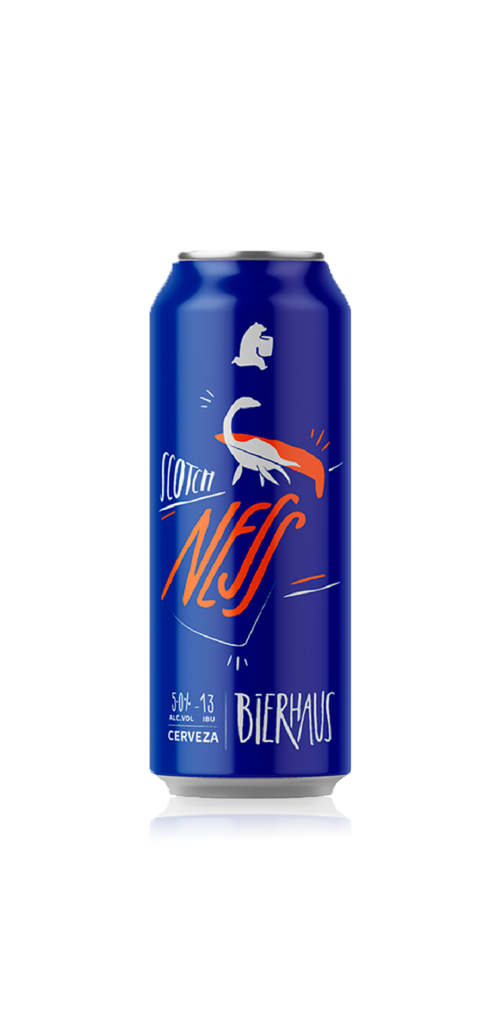 SCOTCH
NESS
5.0% - 13
ALC.VOL IBU
CERVEZA
BIERHAUS